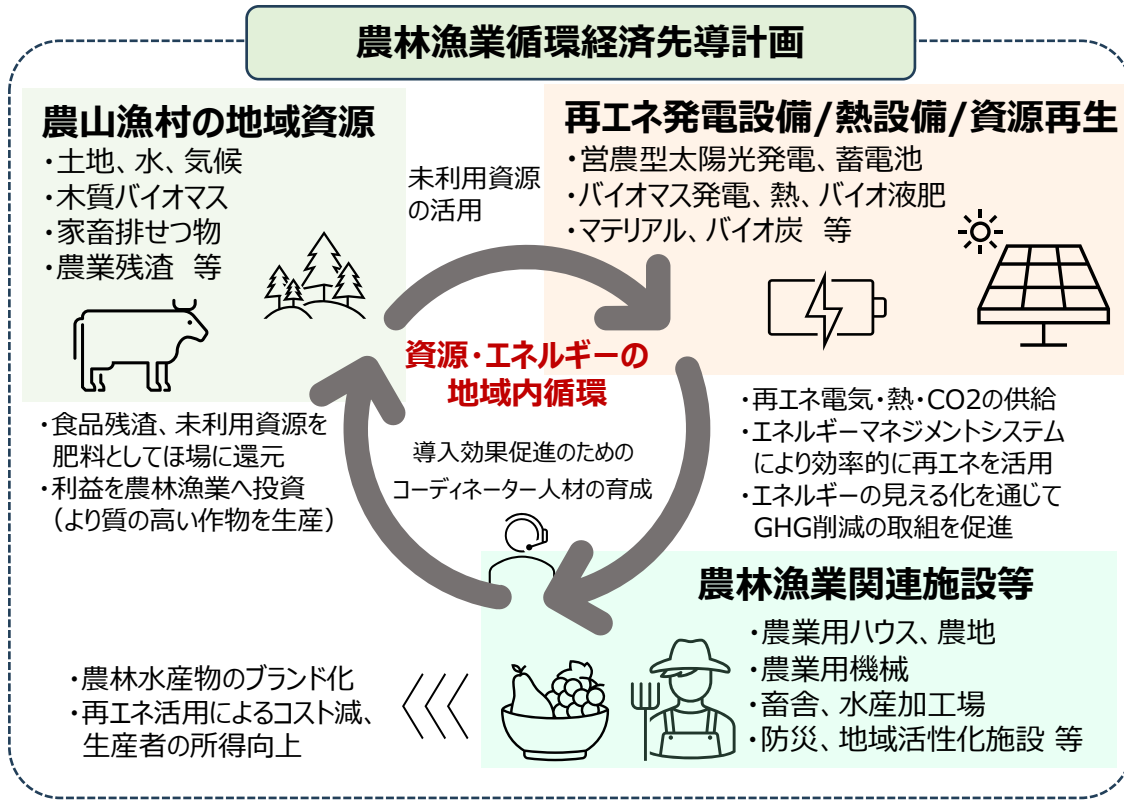 農林漁業循環経済先導計画
農山漁村の地域資源
・土地、水、気候
・木質バイオマス
・家畜排せつ物
・農業残渣 等
未利用資源
の活用
再エネ発電設備/熱設備/資源再生
・営農型太陽光発電、蓄電池
・バイオマス発電、熱、バイオ液肥
・マテリアル、バイオ炭 等
資源・エネルギーの
地域内循環
導入効果促進のための
コーディネーター人材の育成
・食品残渣、未利用資源を
肥料としてほ場に還元
・利益を農林漁業へ投資
（より質の高い作物を生産）
・再エネ電気・熱・CO2の供給
・エネルギーマネジメントシステム
により効率的に再エネを活用
・エネルギーの見える化を通じて
GHG削減の取組を促進
農林漁業関連施設等
・農業用ハウス、農地
・農業用機械
・畜舎、水産加工場
・防災、地域活性化施設 等
・農林水産物のブランド化
・再エネ活用によるコスト減、
生産者の所得向上